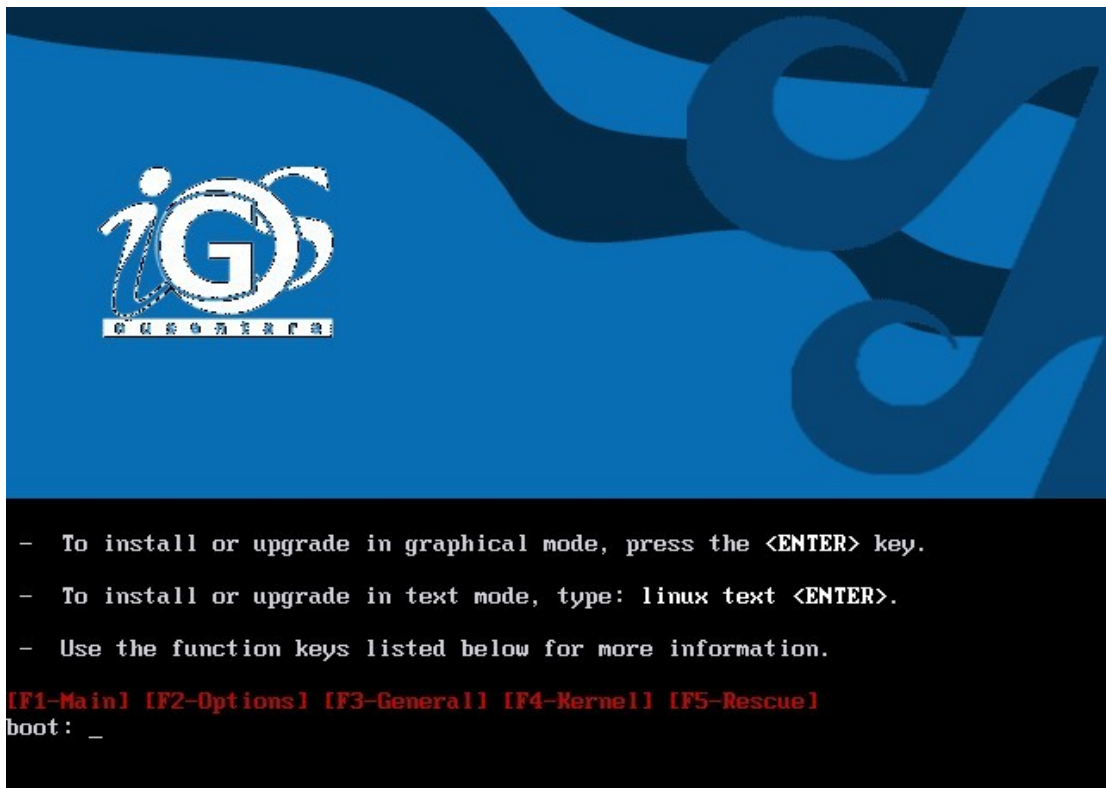 iGOS
nusantara
- To install or upgrade in graphical mode, press the <ENTER> key.
- To install or upgrade in text mode, type: linux text <ENTER>.
- Use the function keys listed below for more information.
[F1-Main] [F2-Options] [F3-General] [F4-Kernel] [F5-Rescue]
boot: _